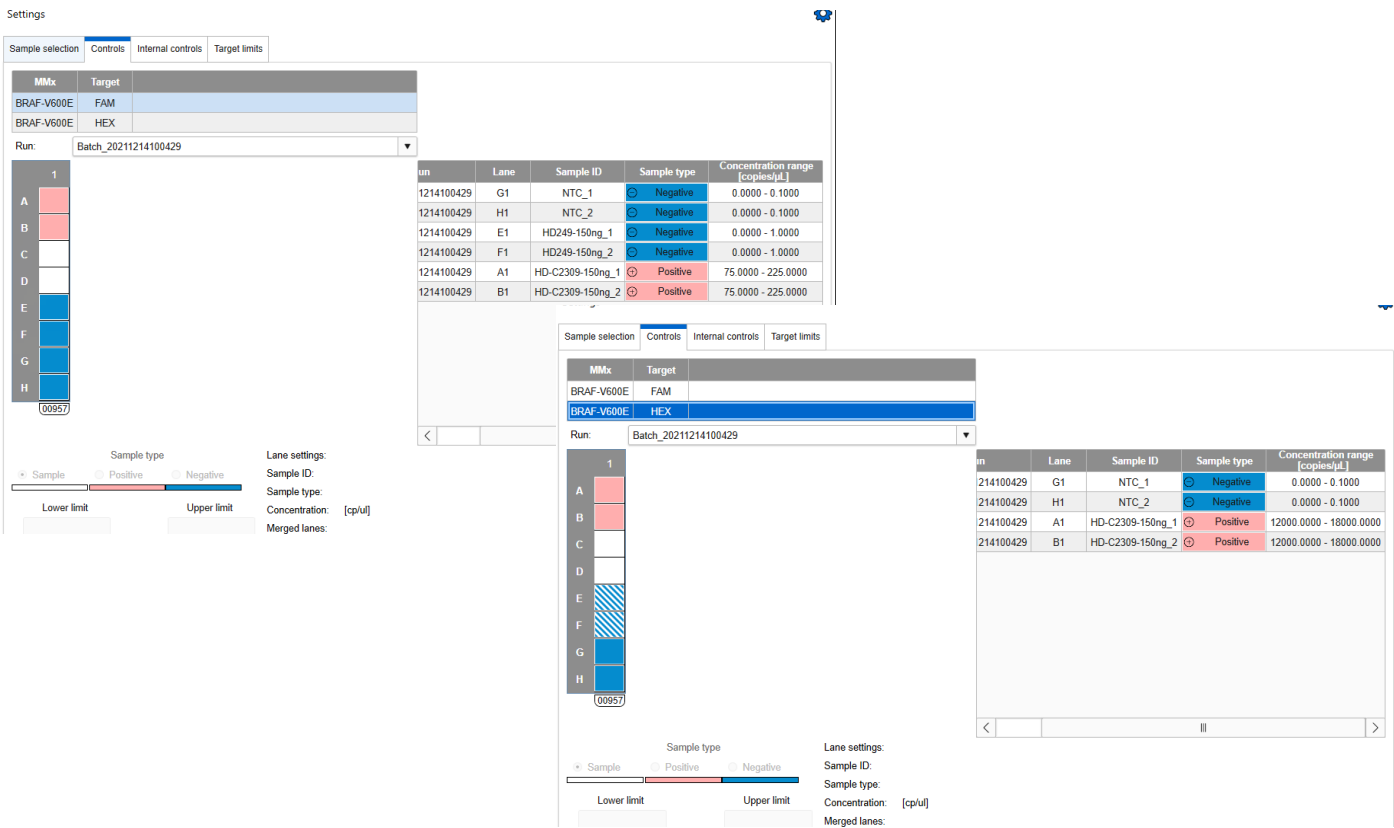 Settings
Sample selection Controls Internal controls Target limits
MMx Target
BRAF-V600E FAM
BRAF-V600E HEX
Run: Batch_20211214100429
1
A
B
C
D
E
F
G
H
00957
un Lane Sample ID Sample type Concentration range [copies/µL]
1214100429 G1 NTC_1 Negative 0.0000 - 0.1000
1214100429 H1 NTC_2 Negative 0.0000 - 0.1000
1214100429 E1 HD249-150ng_1 Negative 0.0000 - 1.0000
1214100429 F1 HD249-150ng_2 Negative 0.0000 - 1.0000
1214100429 A1 HD-C2309-150ng_1 Positive 75.0000 - 225.0000
1214100429 B1 HD-C2309-150ng_2 Positive 75.0000 - 225.0000
Sample type
Sample Positive Negative
Lower limit Upper limit
Lane settings:
Sample ID:
Sample type:
Concentration: [cp/ul]
Merged lanes:
Sample selection Controls Internal controls Target limits
MMx Target
BRAF-V600E FAM
BRAF-V600E HEX
Run: Batch_20211214100429
1
A
B
C
D
E
F
G
H
00957
un Lane Sample ID Sample type Concentration range [copies/µL]
214100429 G1 NTC_1 Negative 0.0000 - 0.1000
214100429 H1 NTC_2 Negative 0.0000 - 0.1000
214100429 A1 HD-C2309-150ng_1 Positive 12000.0000 - 18000.0000
214100429 B1 HD-C2309-150ng_2 Positive 12000.0000 - 18000.0000
Sample type
Sample Positive Negative
Lower limit Upper limit
Lane settings:
Sample ID:
Sample type:
Concentration: [cp/ul]
Merged lanes: